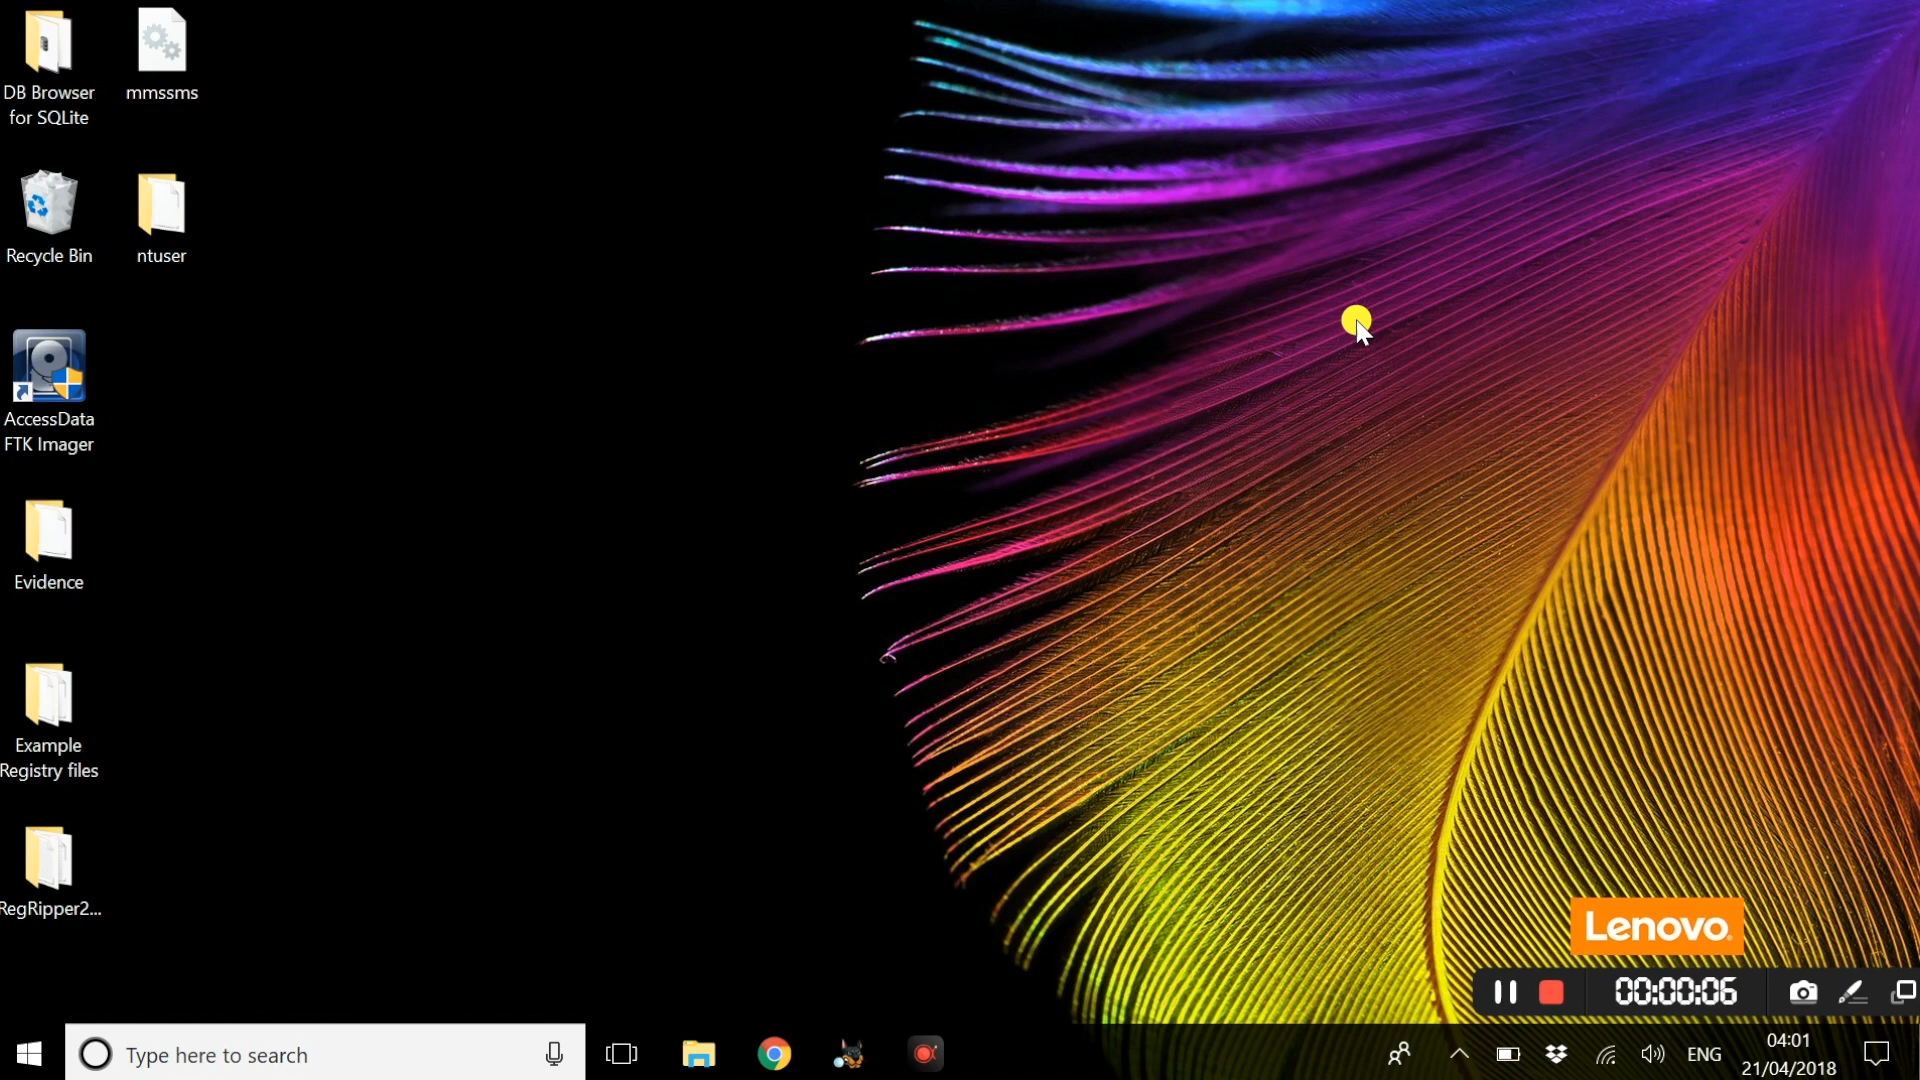 DB Browser
for SQLite
mmssms
Recycle Bin
ntuser
AccessData
FTK Imager
Evidence
Example
Registry files
RegRipper2...
Lenovo
00:00:06
Type here to search
ENG
04:01
21/04/2018